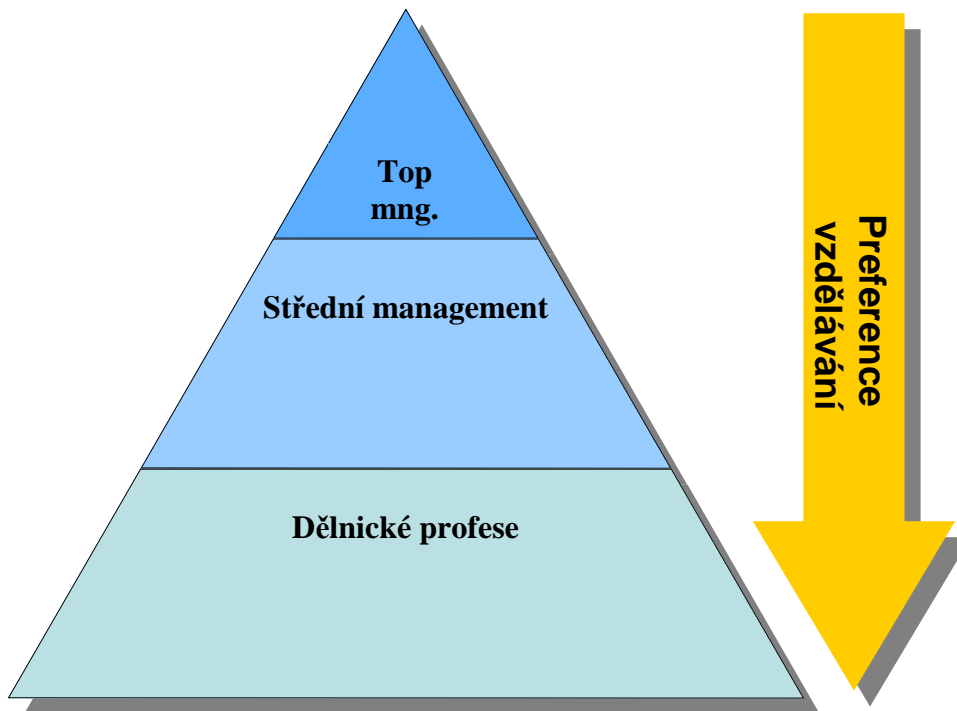 Top
mng.
Střední management
Dělnické profese
Preference
vzdělávání